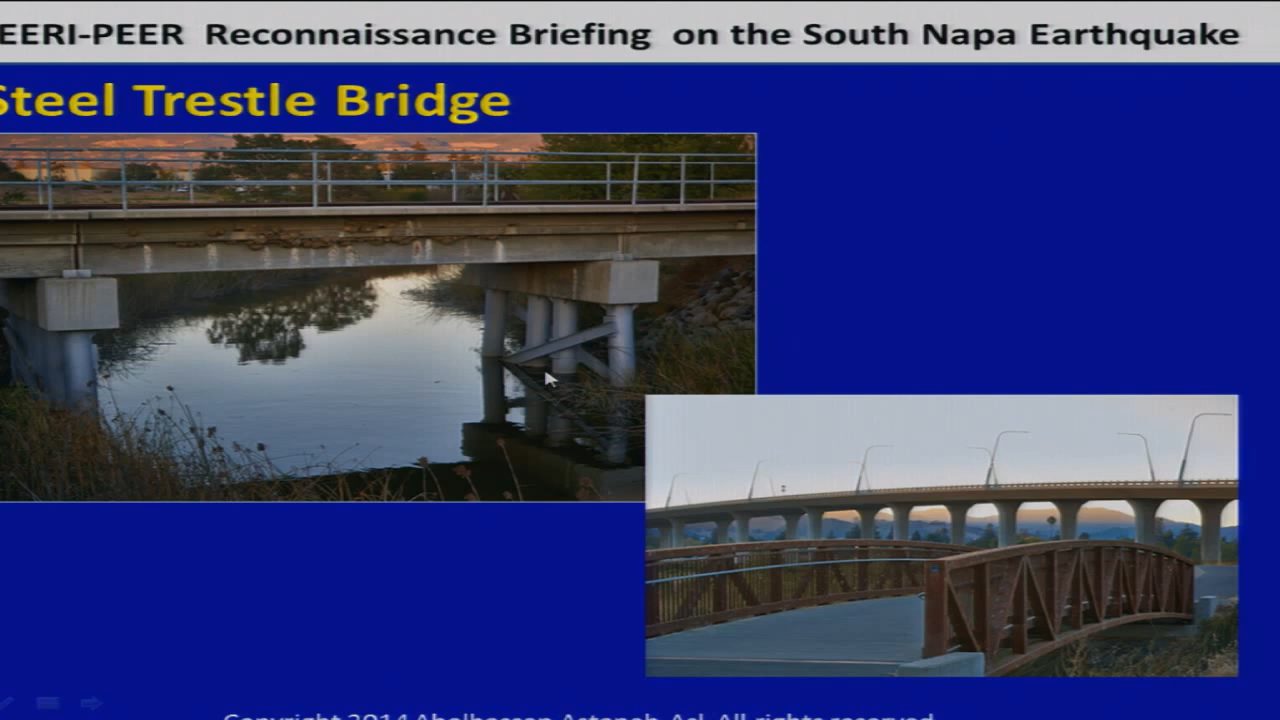 EERI-PEER Reconnaissance Briefing on the South Napa Earthquake
Steel Trestle Bridge
Copyright 2014 Abolhassan Astaneh-Asl, All rights reserved